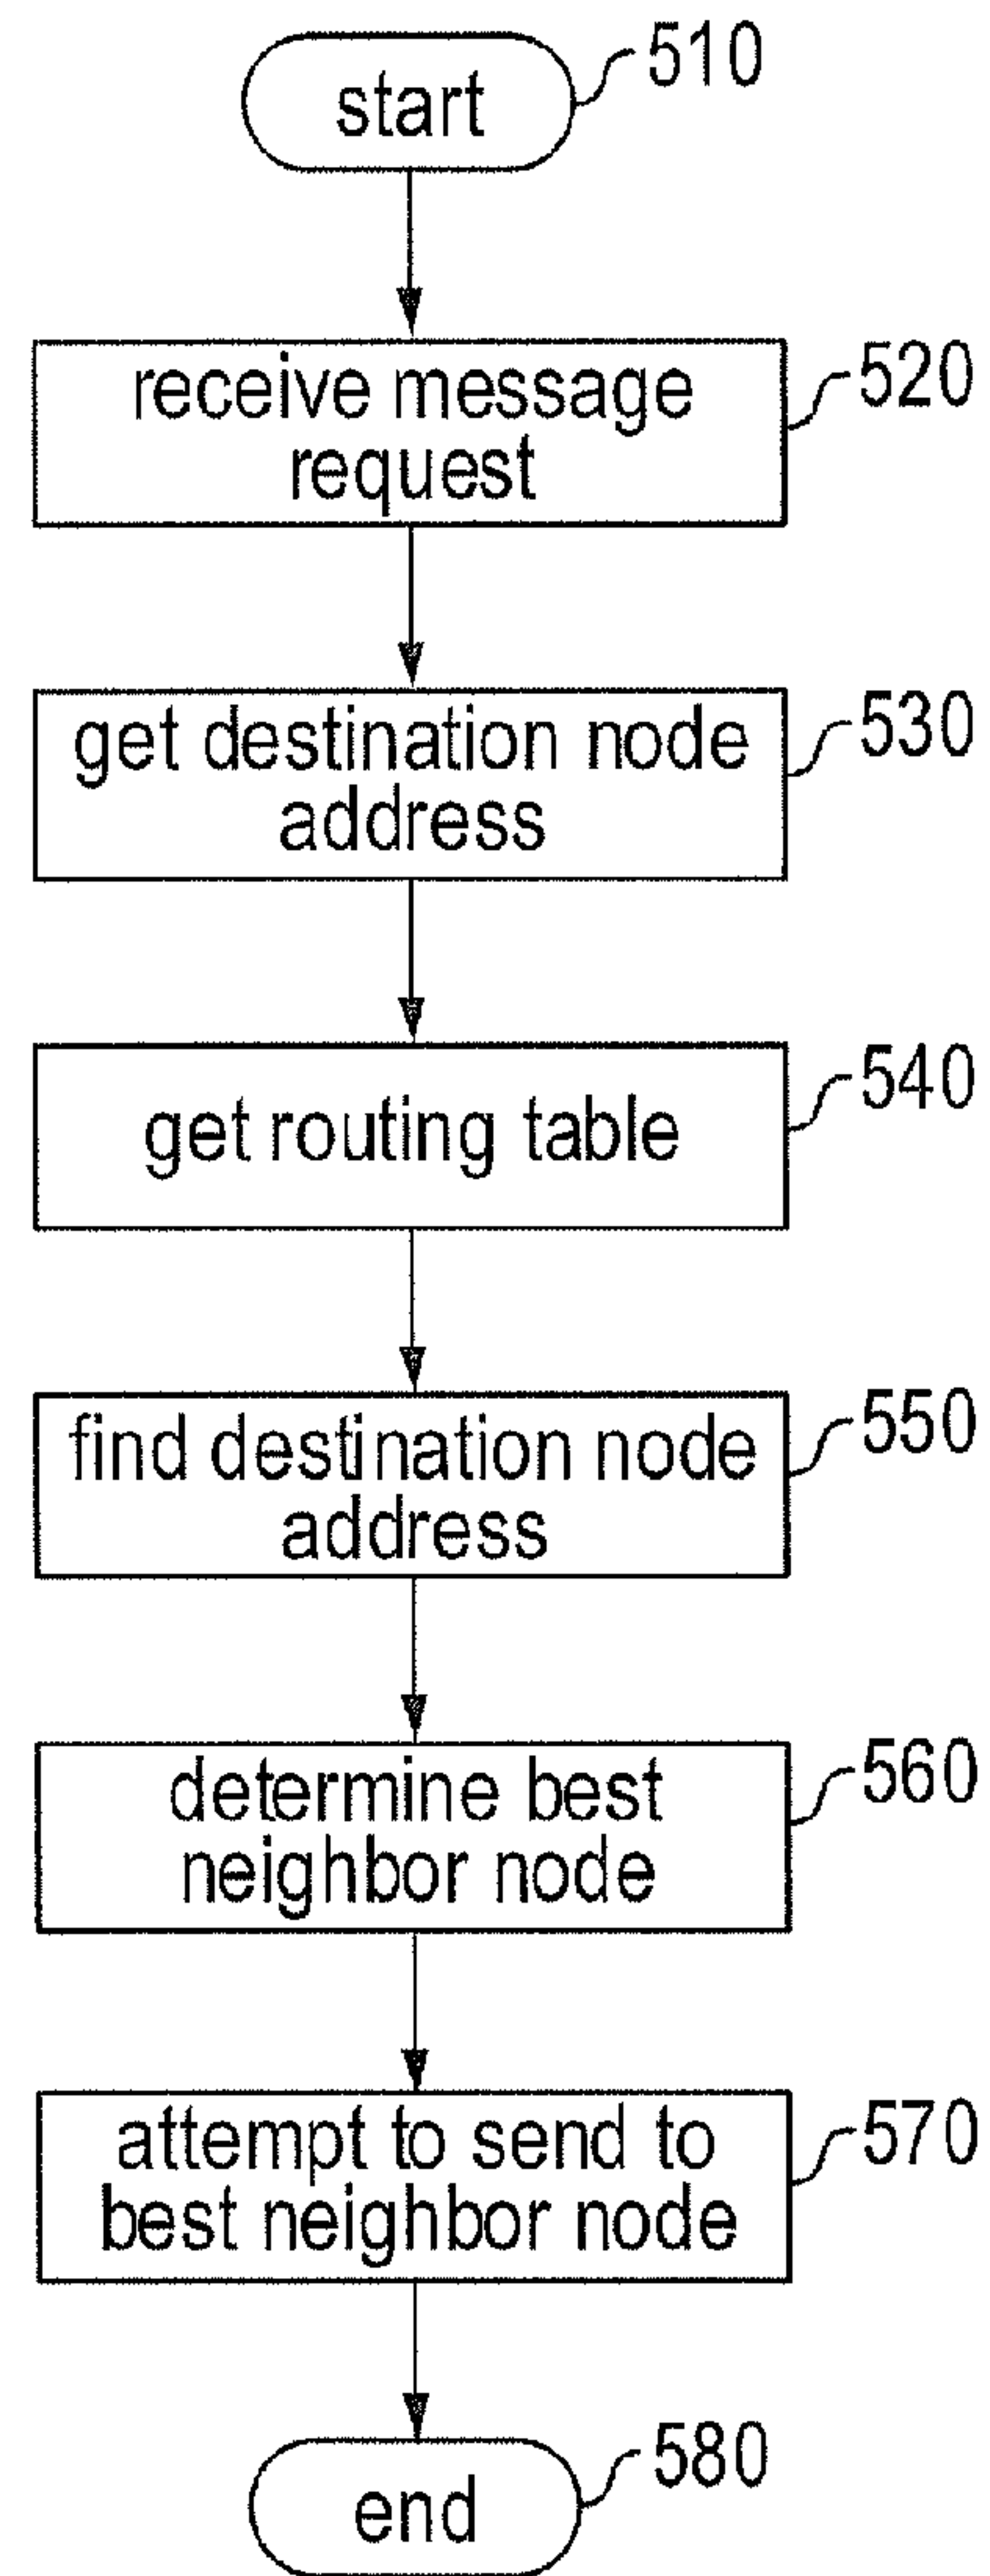 start
510
receive message
request
520
get destination node
address
530
get routing table
540
find destination node
address
550
determine best
neighbor node
560
attempt to send to
best neighbor node
570
end
580